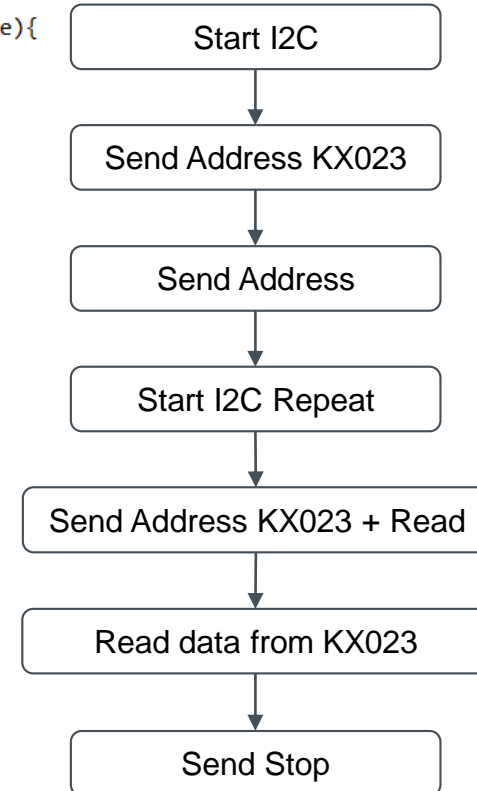 e){
Start I2C
Send Address KX023
Send Address
Start I2C Repeat
Send Address KX023 + Read
Read data from KX023
Send Stop